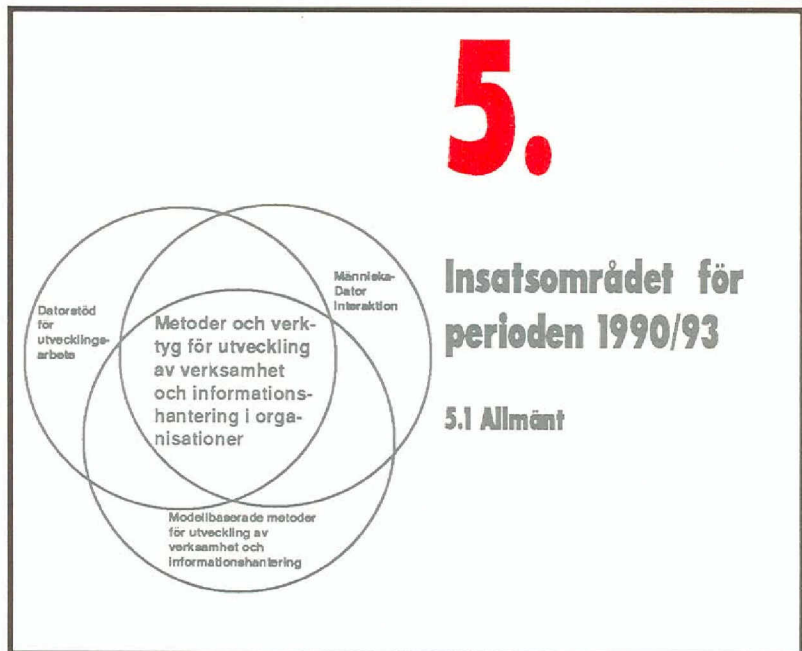 5.
Insatsområdet för
perioden 1990/93
5.1 Allmänt
Datorstöd
för
utvecklings-
arbete
Människa-
Dator
Interaktion
Metoder och verk-
tyg för utveckling
av verksamhet
och informations-
hantering i orga-
nisationer
Modellbaserade metoder
för utveckling av
verksamhet och
informationshantering